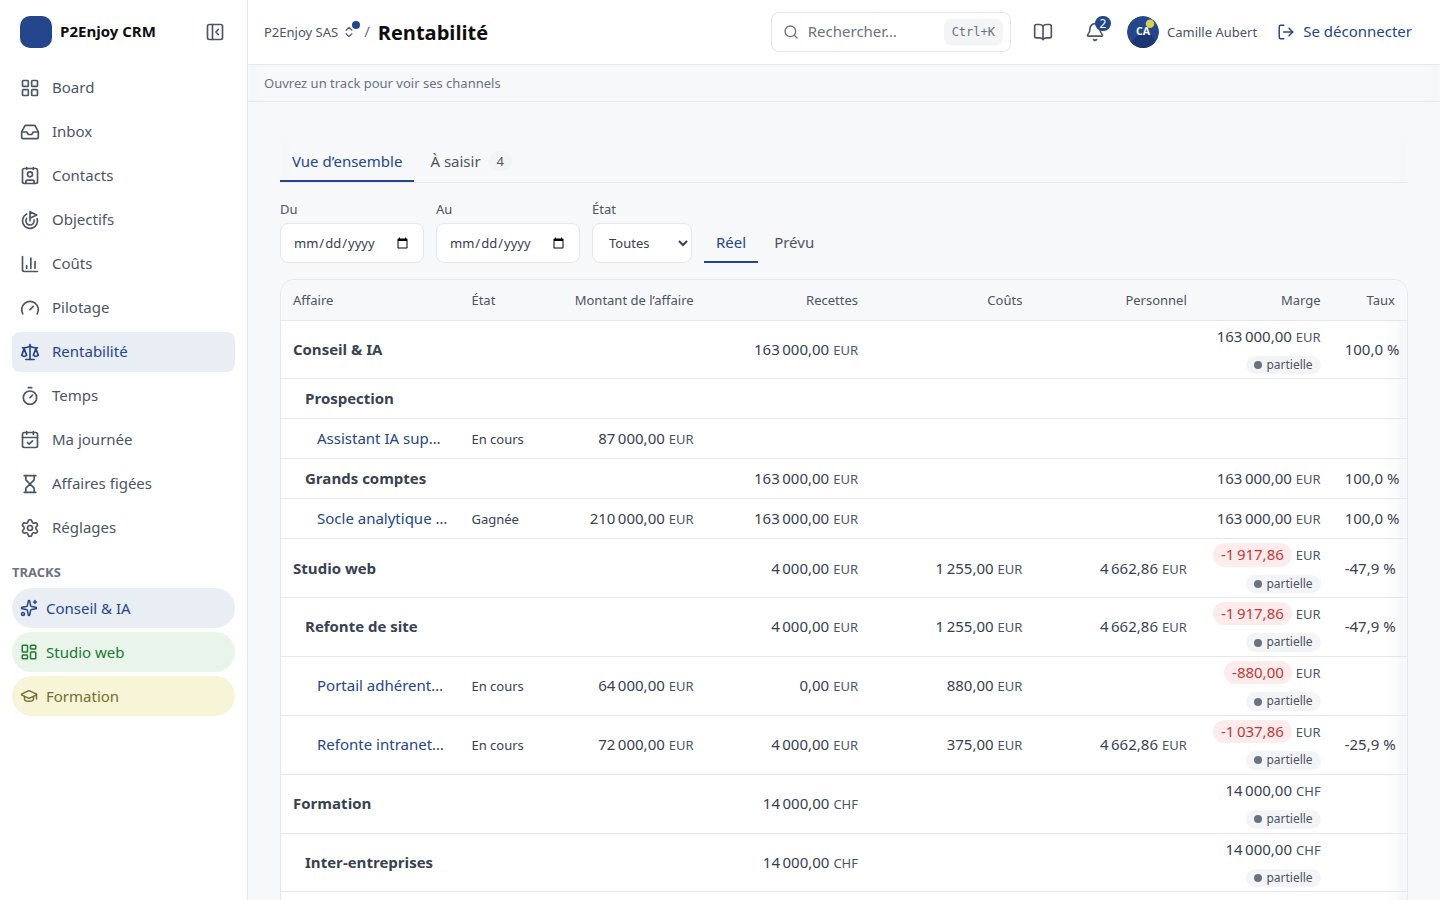 P2Enjoy CRM
Board
Inbox
Contacts
Objectifs
Coûts
Pilotage
Rentabilité
Temps
Ma journée
Affaires figées
Réglages
TRACKS
Conseil & IA
Studio web
Formation
P2Enjoy SAS / Rentabilité
Rechercher... Ctrl+K
2
CA Camille Aubert
Se déconnecter
Ouvrez un track pour voir ses channels
Vue d’ensemble À saisir 4
Du Au État
mm/dd/yyyy mm/dd/yyyy Toutes Réel Prévu
Affaire État Montant de l’affaire Recettes Coûts Personnel Marge Taux
Conseil & IA 163 000,00 EUR 163 000,00 EUR partielle 100,0 %
Prospection
Assistant IA sup... En cours 87 000,00 EUR
Grands comptes 163 000,00 EUR 163 000,00 EUR 100,0 %
Socle analytique ... Gagnée 210 000,00 EUR 163 000,00 EUR 163 000,00 EUR 100,0 %
Studio web 4 000,00 EUR 1 255,00 EUR 4 662,86 EUR -1 917,86 EUR partielle -47,9 %
Refonte de site 4 000,00 EUR 1 255,00 EUR 4 662,86 EUR -1 917,86 EUR partielle -47,9 %
Portail adhérent... En cours 64 000,00 EUR 0,00 EUR 880,00 EUR -880,00 EUR partielle
Refonte intranet... En cours 72 000,00 EUR 4 000,00 EUR 375,00 EUR 4 662,86 EUR -1 037,86 EUR partielle -25,9 %
Formation 14 000,00 CHF 14 000,00 CHF partielle
Inter-entreprises 14 000,00 CHF 14 000,00 CHF partielle